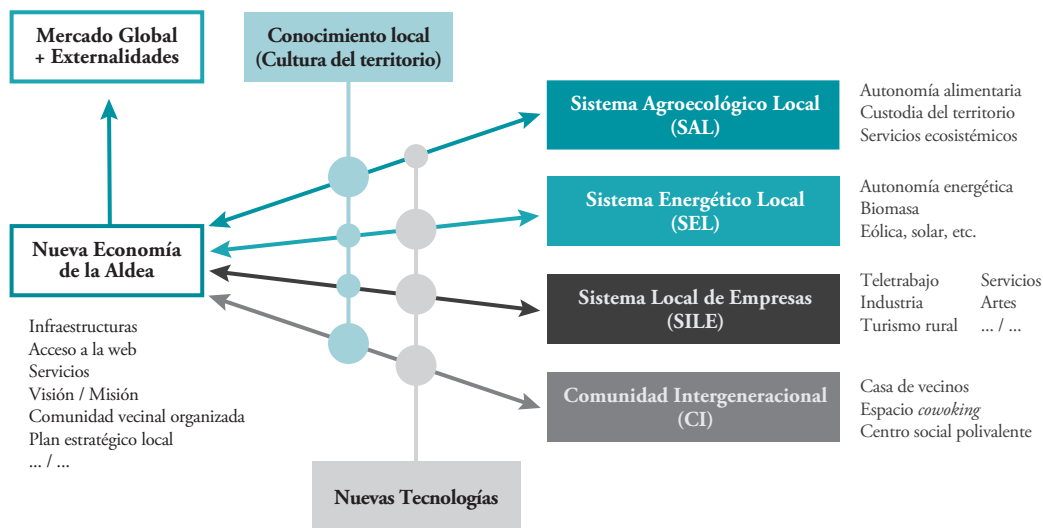 Mercado Global
+ Externalidades
Conocimiento local
(Cultura del territorio)
Sistema Agroecológico Local
(SAL)
Autonomía alimentaria
Custodia del territorio
Servicios ecosistémicos
Sistema Energético Local
(SEL)
Autonomía energética
Biomasa
Eólica, solar, etc.
Nueva Economía
de la Aldea
Sistema Local de Empresas
(SILE)
Teletrabajo Servicios
Industria Artes
Turismo rural ... / ...
Infraestructuras
Acceso a la web
Servicios
Visión / Misión
Comunidad vecinal organizada
Plan estratégico local
... / ...
Comunidad Intergeneracional
(CI)
Casa de vecinos
Espacio cowoking
Centro social polivalente
Nuevas Tecnologías